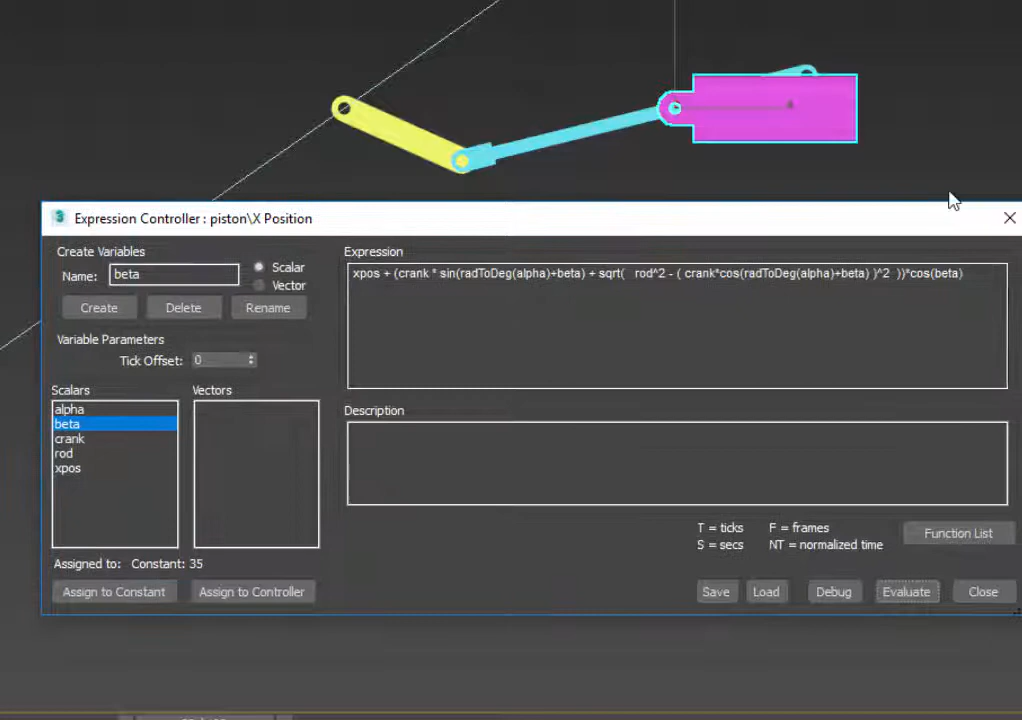 3 Expression Controller : piston\X Position
Create Variables
Name: beta
Scalar
Vector
Create Delete Rename
Variable Parameters
Tick Offset: 0
Scalars Vectors
alpha
beta
crank
rod
xpos
Assigned to: Constant: 35
Assign to Constant Assign to Controller
Expression
xpos + (crank * sin(radToDeg(alpha)+beta) + sqrt( rod^2 - ( crank*cos(radToDeg(alpha)+beta) )^2 ))*cos(beta)
Description
T = ticks F = frames
S = secs NT = normalized time
Function List
Save Load Debug Evaluate Close